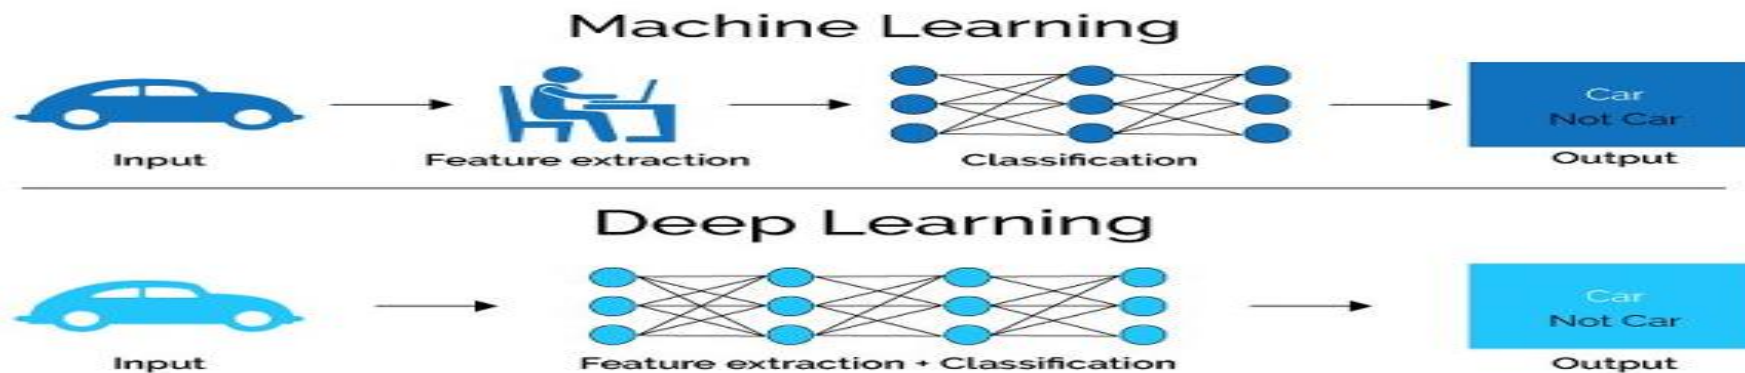 Machine Learning
Car
Not Car
Input
Feature extraction
Classification
Output
Deep Learning
Car
Not Car
Input
Feature extraction + Classification
Output